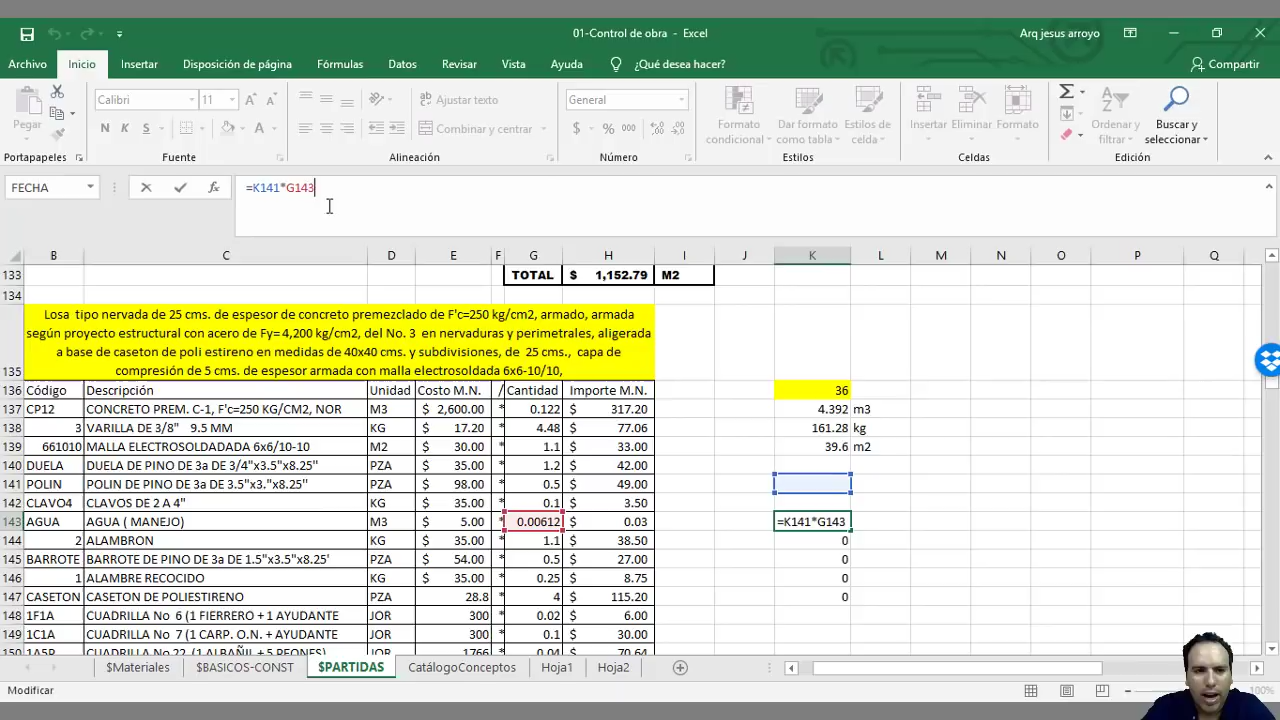 01-Control de obra - Excel
Arq jesus arroyo
Archivo Inicio Insertar Disposición de página Fórmulas Datos Revisar Vista Ayuda ¿Qué desea hacer? Compartir
Calibri 11 Ajustar texto General
Pegar N K S Combinar y centrar $ % 000 Formato condicional Dar formato como tabla Estilos de celda Insertar Eliminar Formato Ordenar y filtrar Buscar y seleccionar
Portapapeles Fuente Alineación Número Estilos Celdas Edición
FECHA fx =K141*G143
B C D E F G H I J K L M N O P Q
133 TOTAL $ 1,152.79 M2
134
135 Losa tipo nervada de 25 cms. de espesor de concreto premezclado de F'c=250 kg/cm2, armado, armada
según proyecto estructural con acero de Fy= 4,200 kg/cm2, del No. 3 en nervaduras y perimetrales, aligerada
a base de caseton de poli estireno en medidas de 40x40 cms. y subdivisiones, de 25 cms., capa de
compresión de 5 cms. de espesor armada con malla electrosoldada 6x6-10/10,
136 Código Descripción Unidad Costo M.N. / Cantidad Importe M.N. 36
137 CP12 CONCRETO PREM. C-1, F'c=250 KG/CM2, NOR M3 $ 2,600.00 * 0.122 $ 317.20 4.392 m3
138 3 VARILLA DE 3/8" 9.5 MM KG $ 17.20 * 4.48 $ 77.06 161.28 kg
139 661010 MALLA ELECTROSOLDADADA 6x6/10-10 M2 $ 30.00 * 1.1 $ 33.00 39.6 m2
140 DUELA DUELA DE PINO DE 3a DE 3/4"x3.5"x8.25" PZA $ 35.00 * 1.2 $ 42.00
141 POLIN POLIN DE PINO DE 3a DE 3.5"x3."x8.25" PZA $ 98.00 * 0.5 $ 49.00
142 CLAVO4 CLAVOS DE 2 A 4" KG $ 35.00 * 0.1 $ 3.50
143 AGUA AGUA ( MANEJO) M3 $ 5.00 * 0.00612 $ 0.03 =K141*G143
144 2 ALAMBRON KG $ 35.00 * 1.1 $ 38.50 0
145 BARROTE BARROTE DE PINO DE 3a DE 1.5"x3.5"x8.25' PZA $ 54.00 * 0.5 $ 27.00 0
146 1 ALAMBRE RECOCIDO KG $ 35.00 * 0.25 $ 8.75 0
147 CASETON CASETON DE POLIESTIRENO PZA 28.8 * 4 $ 115.20 0
148 1F1A CUADRILLA No 6 (1 FIERRERO + 1 AYUDANTE JOR 300 * 0.02 $ 6.00
149 1C1A CUADRILLA No 7 (1 CARP. O.N. + AYUDANTE JOR 300 * 0.1 $ 30.00
150 1A5P CUADRILLA No 22 (1 ALBAÑIL + 5 PEONES JOR 1766 * 0.04 $ 70.64
$Materiales $BASICOS-CONST $PARTIDAS CatálogoConceptos Hoja1 Hoja2
Modificar 100%